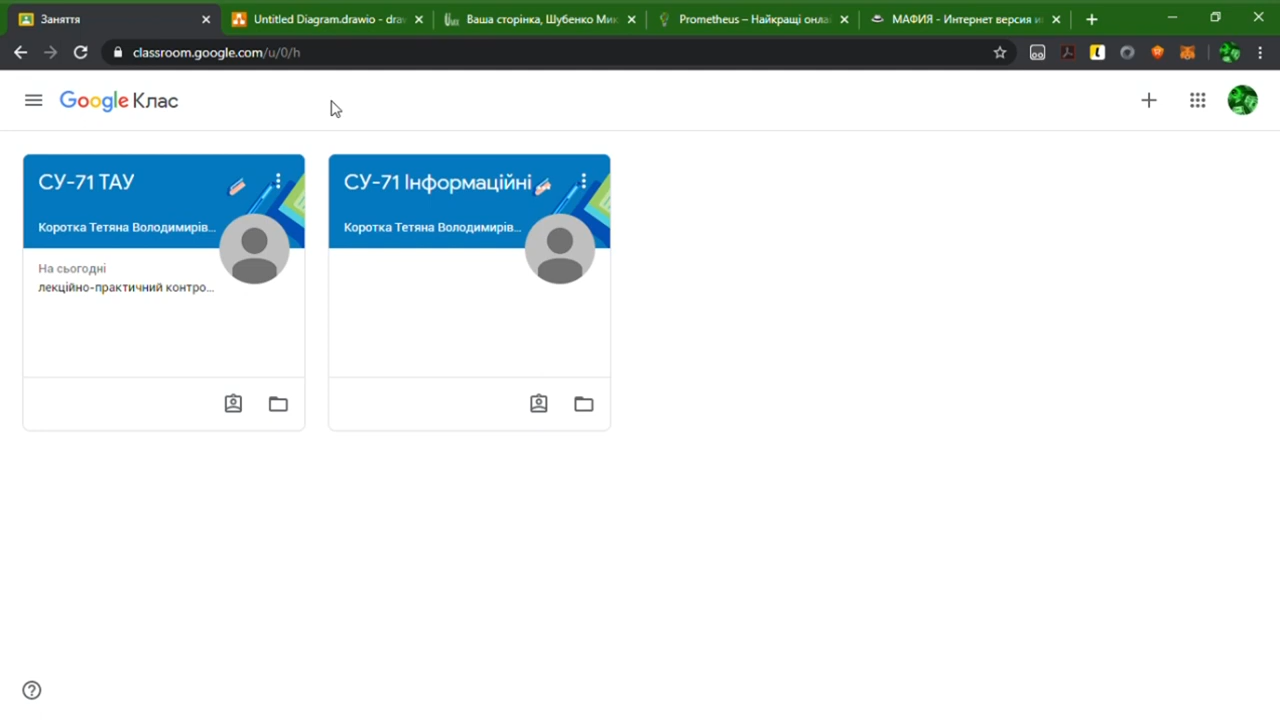 Заняття
Untitled Diagram.drawio - dra
Ваша сторінка, Шубенко Мик
Prometheus – Найкращі онла
МАФИЯ - Интернет версия и
classroom.google.com/u/0/h
Google Клас
СУ-71 ТАУ
Коротка Тетяна Володимирів...
На сьогодні
лекційно-практичний контро...
СУ-71 Інформаційні
Коротка Тетяна Володимирів...